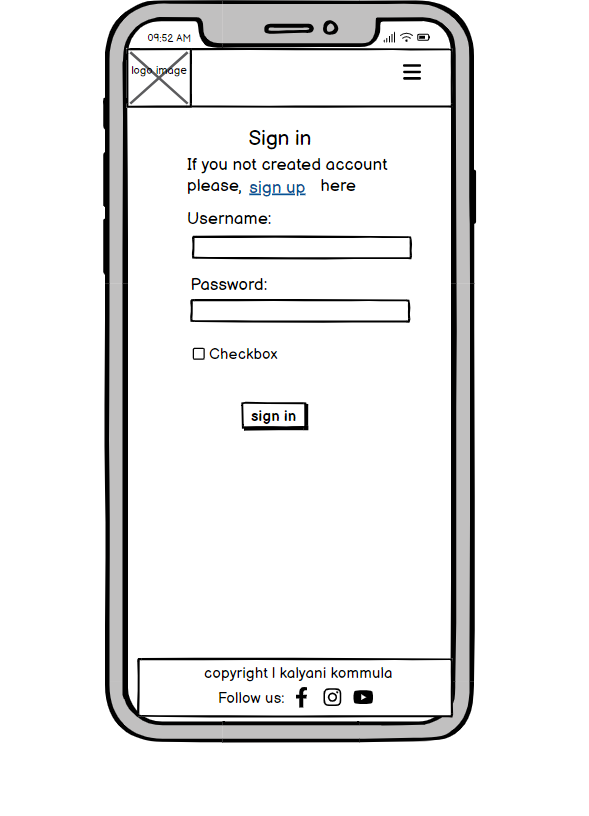 09:52 AM
logo image
Sign in
If you not created account
please, sign up here
Username:
Password:
Checkbox
sign in
copyright | kalyani kommula
Follow us: